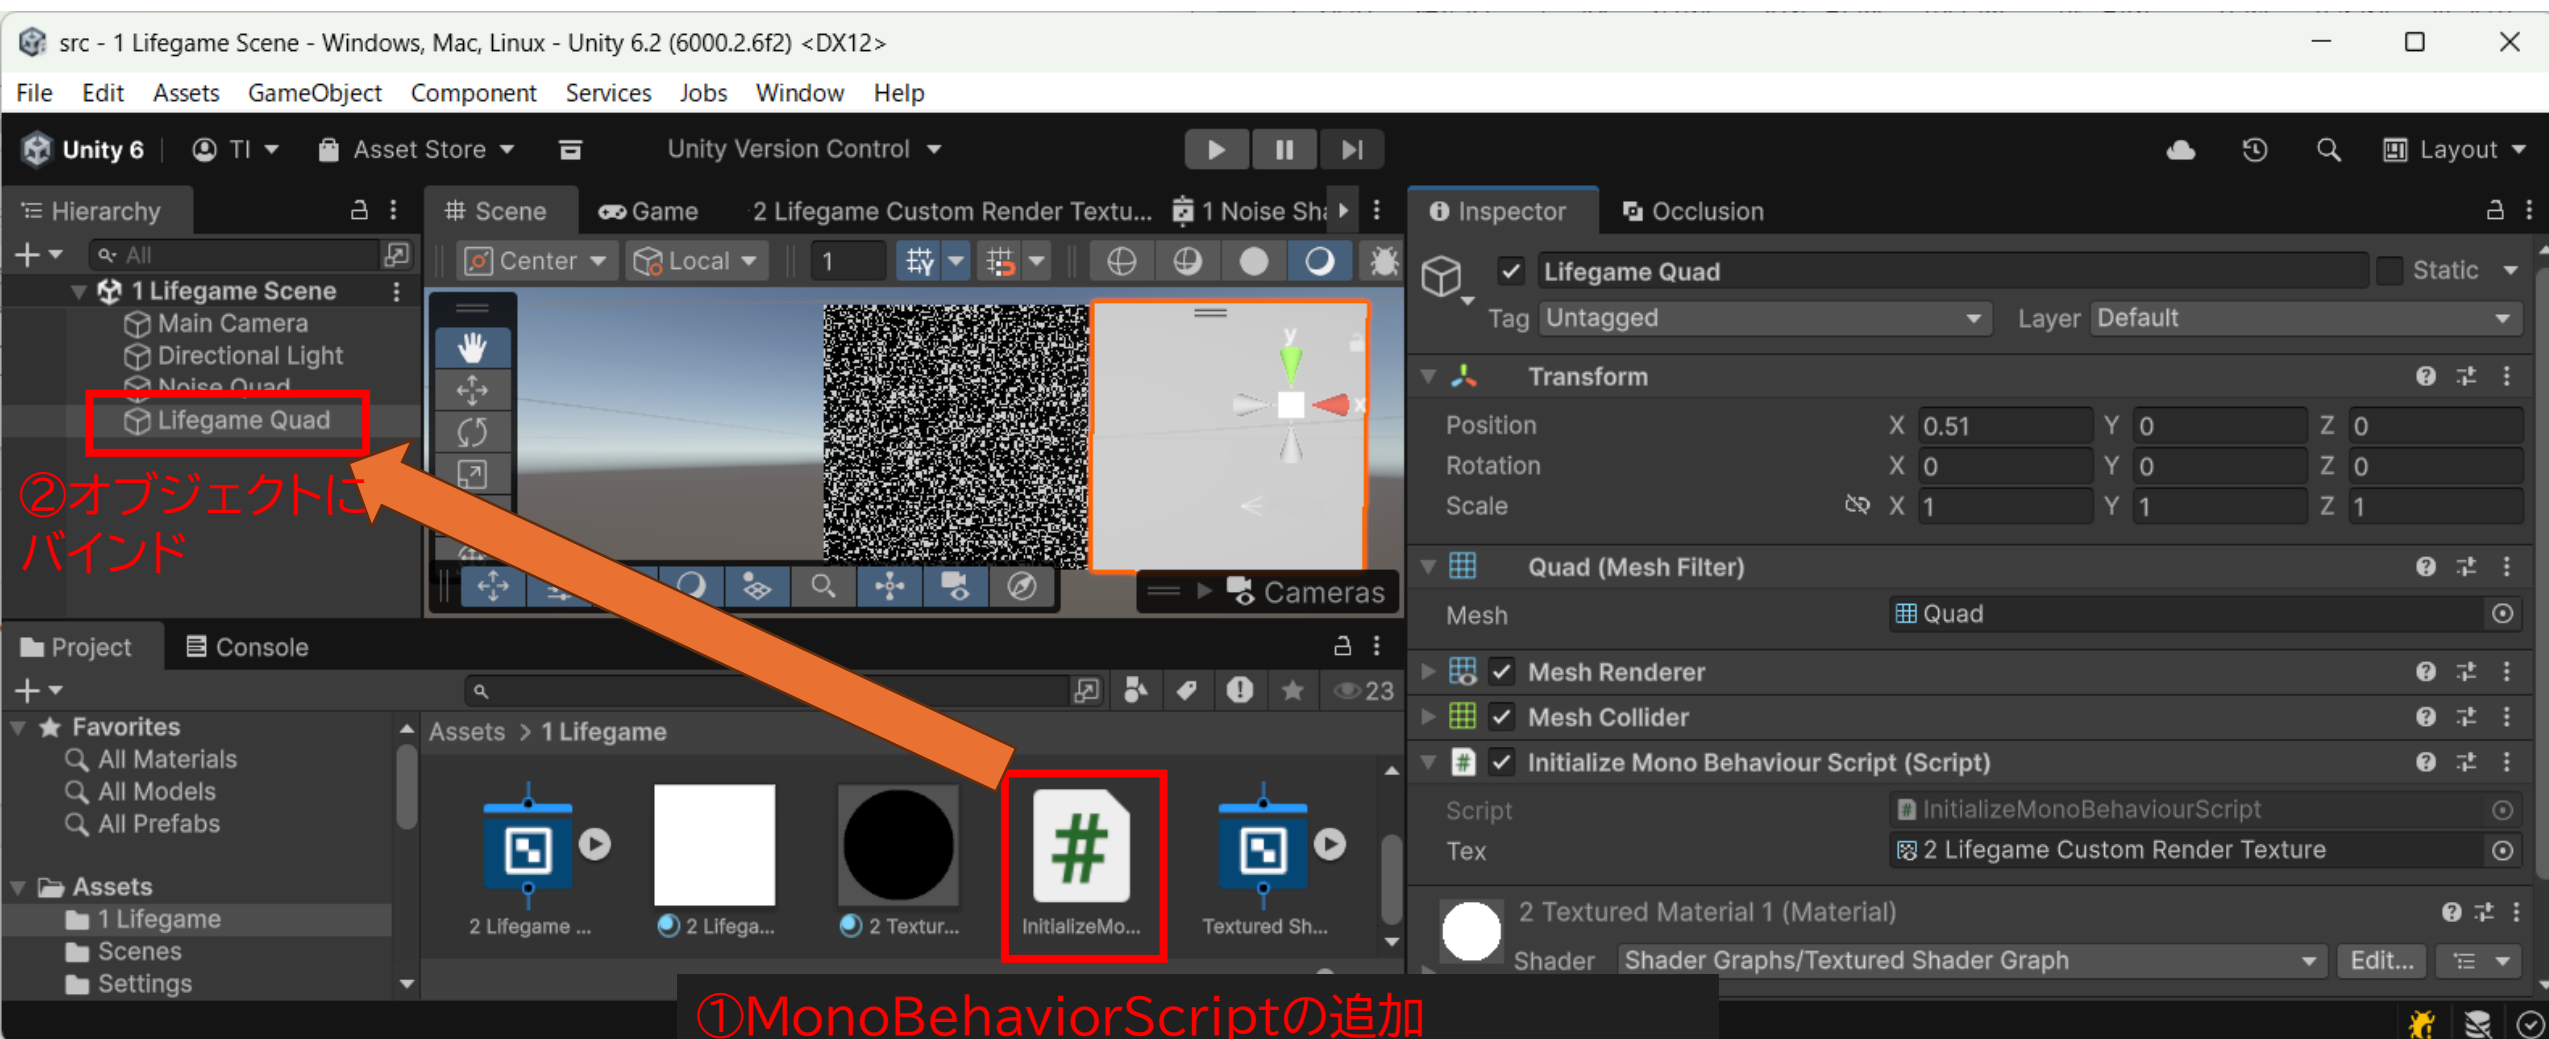 src - 1 Lifegame Scene - Windows, Mac, Linux - Unity 6.2 (6000.2.6f2) <DX12>
File Edit Assets GameObject Component Services Jobs Window Help
Unity 6 TI Asset Store Unity Version Control Layout
Hierarchy
All
1 Lifegame Scene
Main Camera
Directional Light
Noise Quad
Lifegame Quad
②オブジェクトに
バインド
Scene Game 2 Lifegame Custom Render Textu... 1 Noise Sha
Center Local 1
y
x
Cameras
Project Console
23
Favorites
All Materials
All Models
All Prefabs
Assets
1 Lifegame
Scenes
Settings
Assets > 1 Lifegame
2 Lifegame ...
2 Lifega...
2 Textur...
InitializeMo...
Textured Sh...
①MonoBehaviorScriptの追加
Inspector Occlusion
Lifegame Quad Static
Tag Untagged Layer Default
Transform
Position X 0.51 Y 0 Z 0
Rotation X 0 Y 0 Z 0
Scale X 1 Y 1 Z 1
Quad (Mesh Filter)
Mesh Quad
Mesh Renderer
Mesh Collider
Initialize Mono Behaviour Script (Script)
Script InitializeMonoBehaviourScript
Tex 2 Lifegame Custom Render Texture
2 Textured Material 1 (Material)
Shader Shader Graphs/Textured Shader Graph Edit...